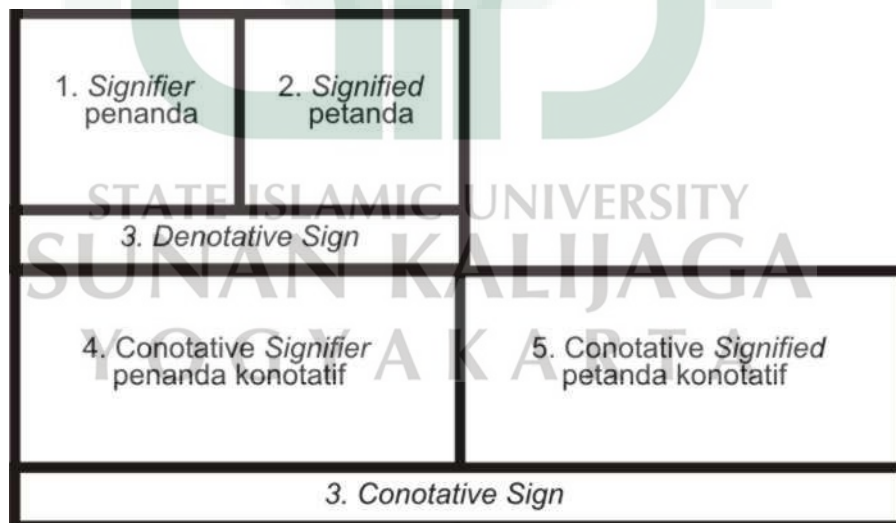 1. Signifier
penanda
2. Signified
petanda
STATE ISLAMIC UNIVERSITY
3. Denotative Sign
SUNAN KALIJAGA
YOGYAKARTA
4. Conotative Signifier
penanda konotatif
5. Conotative Signified
petanda konotatif
3. Conotative Sign